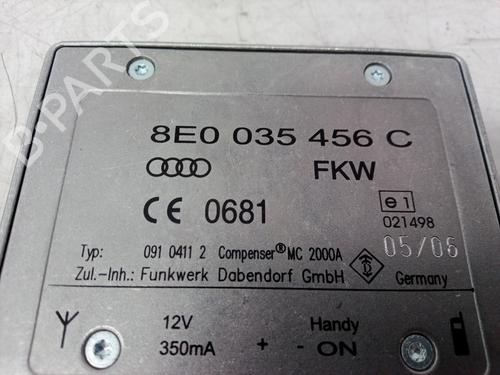 B-PARTS
8E0 035 456 C
FKW
CE 0681
e1
021498
05/06
Typ: 091 0411 2 Compenser® MC 2000A
Zul.-Inh.: Funkwerk Dabendorf GmbH Germany
12V Handy
350mA + - ON